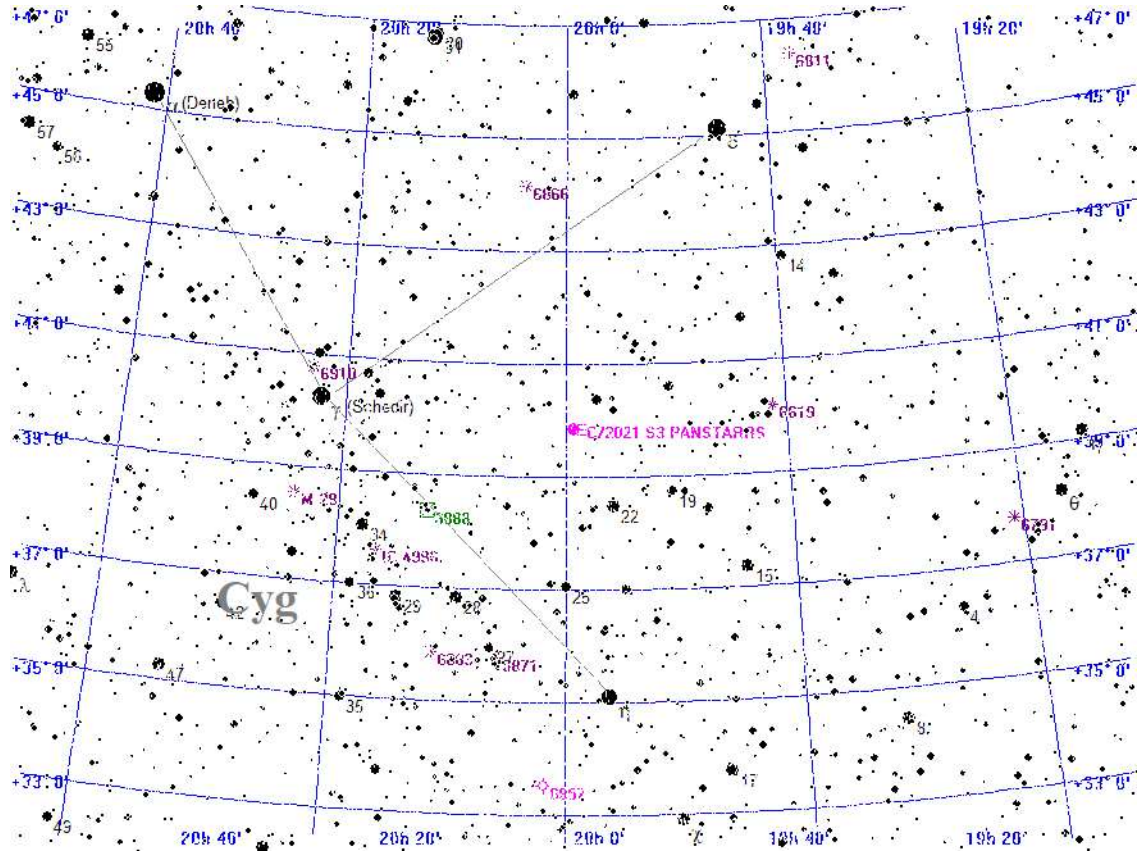 +47° 6' 20h 40' 20h 20' 20h 0' 19h 40' 19h 20' +47° 0'
55 30 31 6811
+45° 0' α (Deneb) +45° 0'
57
56 6866
+43° 0' +43° 0'
14
+41° 0' +41° 0'
6910
γ (Schedir) 6819
+39° 0' C/2021 S3 PANSTARRS +39° 0'
40 M 29 22 19 6
34 6888 6791
+37° 0' IC 4996 15 +37° 0'
λ 36 29 28 25 4
Cyg
42
+35° 0' 47 6883 27 6871 +35° 0'
35 η 8
+33° 0' 17 +33° 0'
49 20h 40' 20h 20' 20h 0' 19h 40' 19h 20'